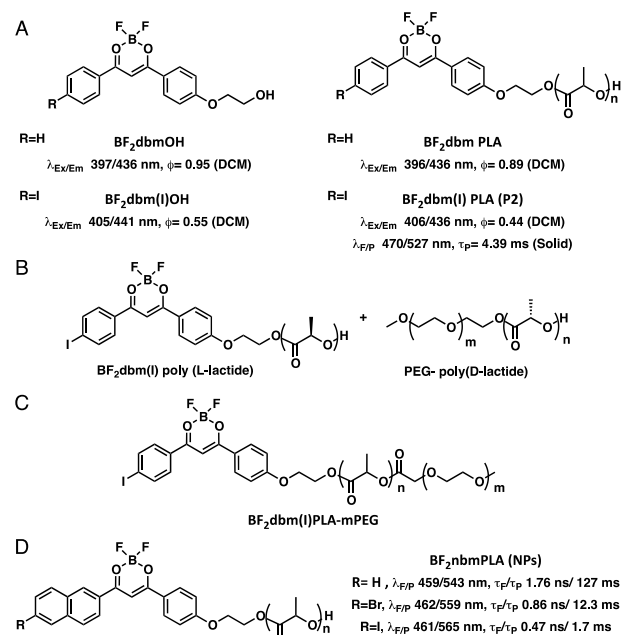 A
F F
B
O O
R
O
OH
R=H BF2dbmOH
λEx/Em 397/436 nm, ϕ= 0.95 (DCM)
R=I BF2dbm(I)OH
λEx/Em 405/441 nm, ϕ= 0.55 (DCM)
F F
B
O O
R
O
O
O
O
H
n
R=H BF2dbm PLA
λEx/Em 396/436 nm, ϕ= 0.89 (DCM)
R=I BF2dbm(I) PLA (P2)
λEx/Em 406/436 nm, ϕ= 0.44 (DCM)
λF/P 470/527 nm, τP= 4.39 ms (Solid)
B
F F
B
O O
I
O
O
O
O
H
n
BF2dbm(I) poly (L-lactide)
+
O
O
m
O
O
O
H
n
PEG- poly(D-lactide)
C
F F
B
O O
I
O
O
O
O
n
O
O
O
m
BF2dbm(I)PLA-mPEG
D
F F
B
O O
R
O
O
O
H
n
BF2nbmPLA (NPs)
R= H , λF/P 459/543 nm, τF/τP 1.76 ns/ 127 ms
R=Br, λF/P 462/559 nm, τF/τP 0.86 ns/ 12.3 ms
R=I, λF/P 461/565 nm, τF/τP 0.47 ns/ 1.7 ms